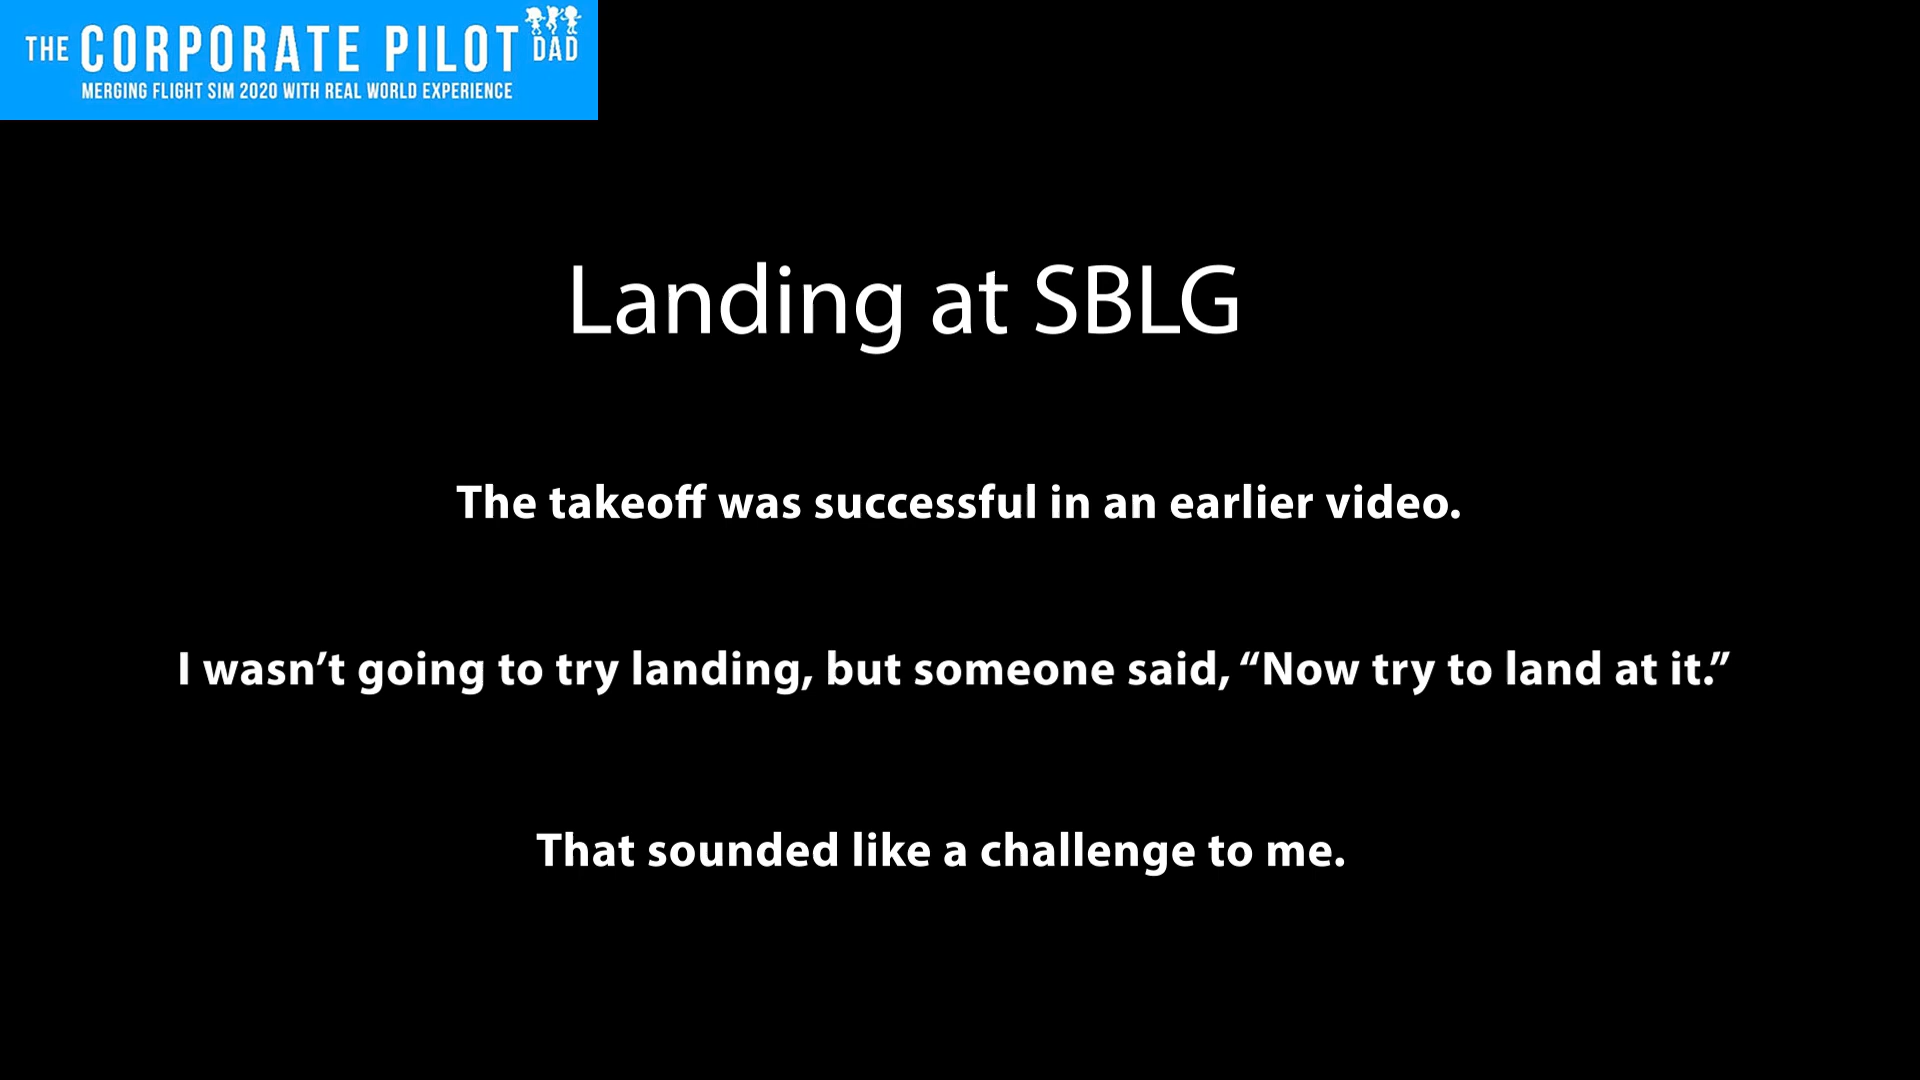 THE CORPORATE PILOT DAD
MERGING FLIGHT SIM 2020 WITH REAL WORLD EXPERIENCE
Landing at SBLG
The takeoff was successful in an earlier video.
I wasn’t going to try landing, but someone said, “Now try to land at it.”
That sounded like a challenge to me.